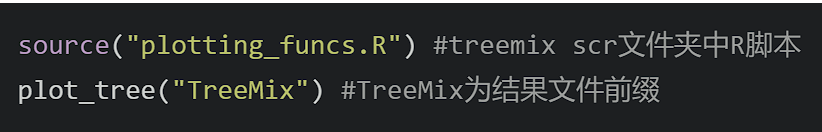 source("plotting_funcs.R") #treemix scr文件夹中R脚本
plot_tree("TreeMix") #TreeMix为结果文件前缀